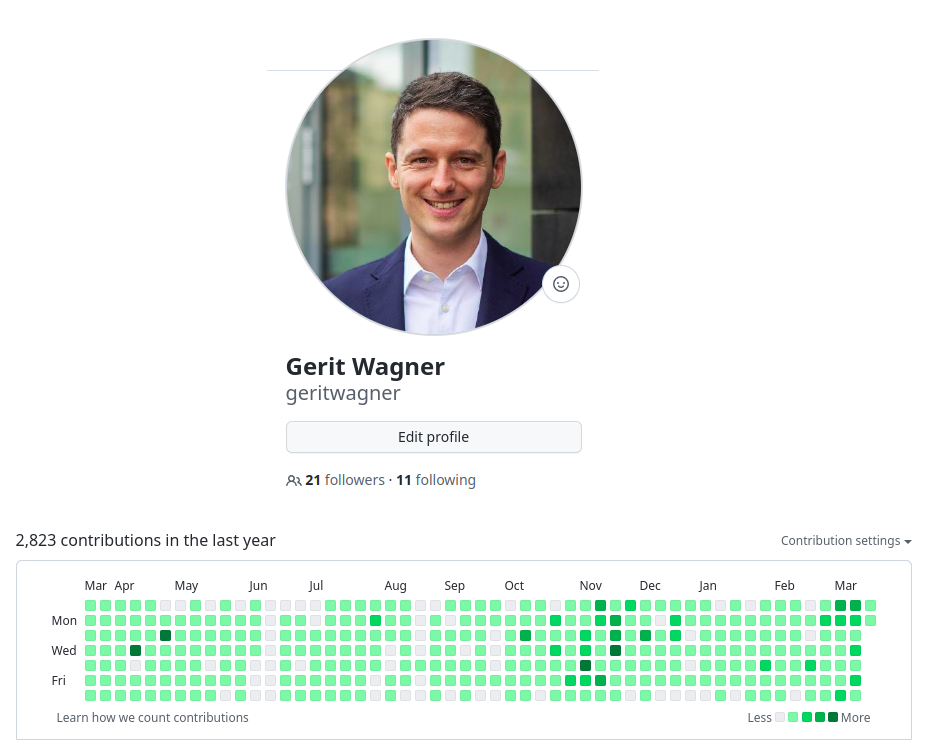 Gerit Wagner
geritwagner
Edit profile
21 followers · 11 following
2,823 contributions in the last year
Contribution settings
Mar Apr May Jun Jul Aug Sep Oct Nov Dec Jan Feb Mar
Mon
Wed
Fri
Learn how we count contributions
Less More